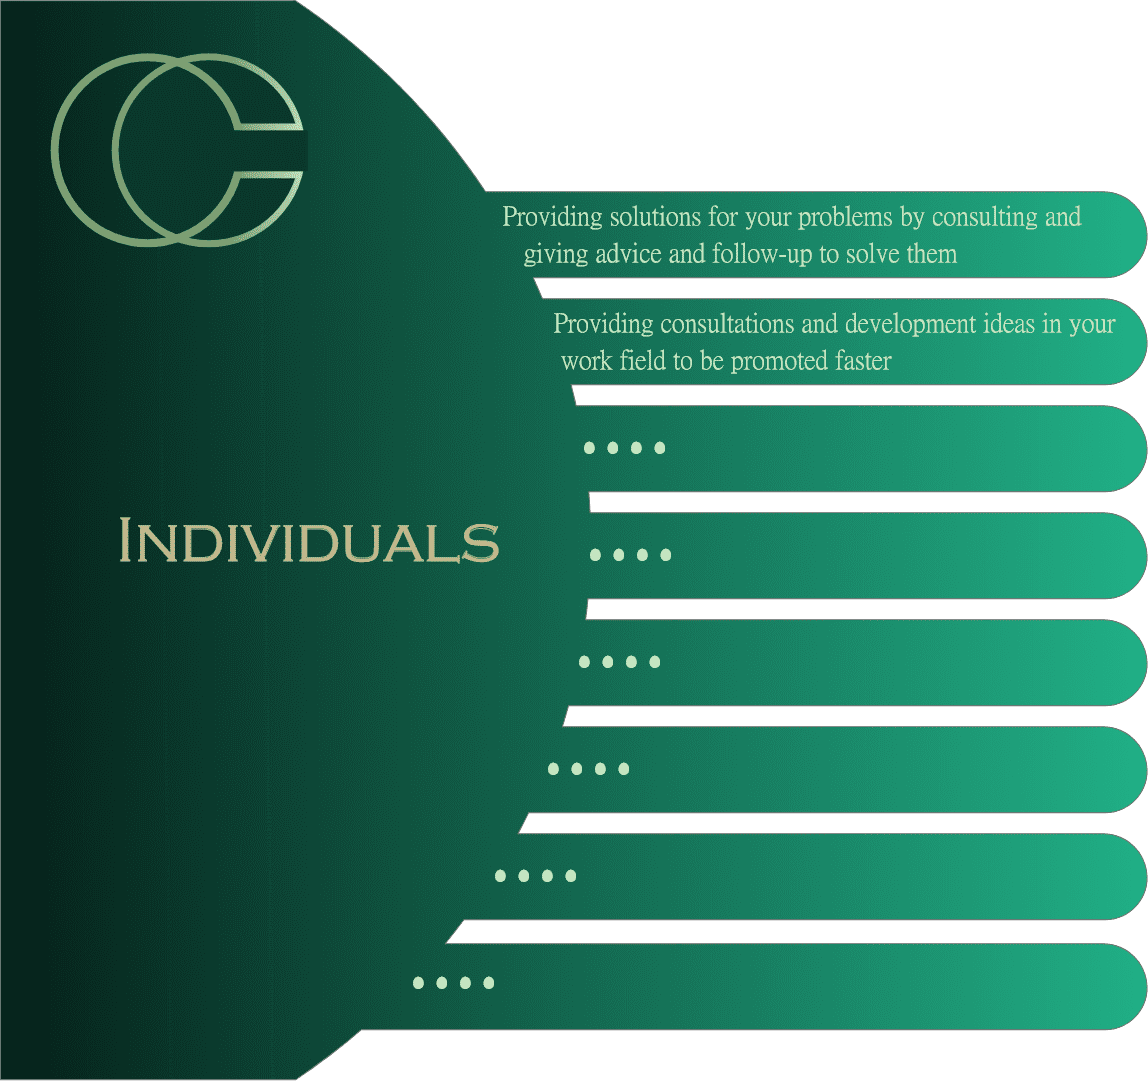 Providing solutions for your problems by consulting and
giving advice and follow-up to solve them
Providing consultations and development ideas in your
work field to be promoted faster
• • • •
• • • •
INDIVIDUALS
• • • •
• • • •
• • • •
• • • •